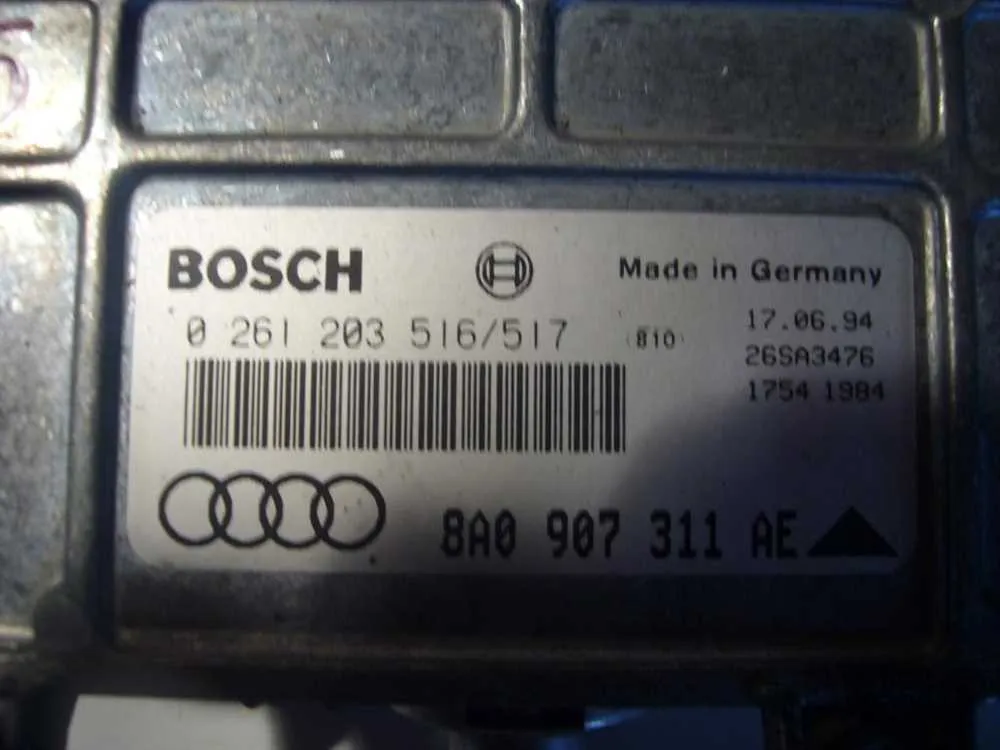 5
BOSCH Made in Germany
0 261 203 516/517 810 17.06.94
26SA3476
1754 1984
8A0 907 311 AE